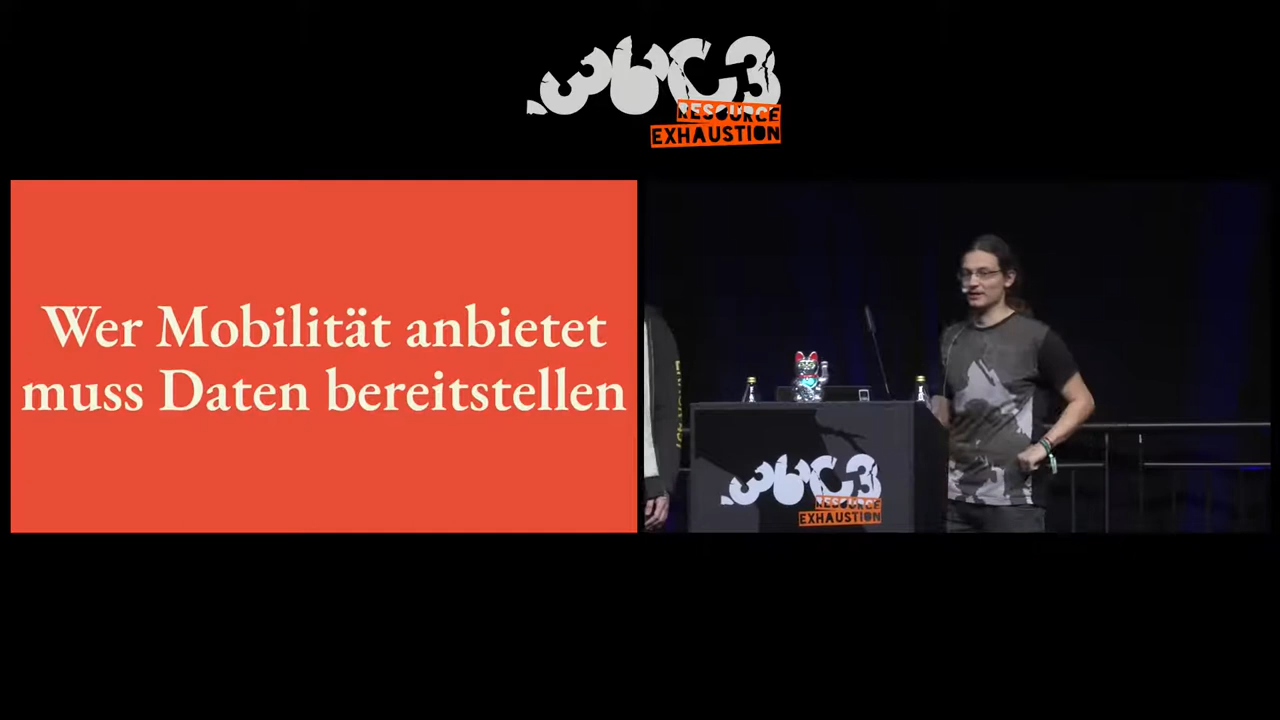 36C3
RESOURCE
EXHAUSTION
Wer Mobilität anbietet
muss Daten bereitstellen
36C3
RESOURCE
EXHAUSTION